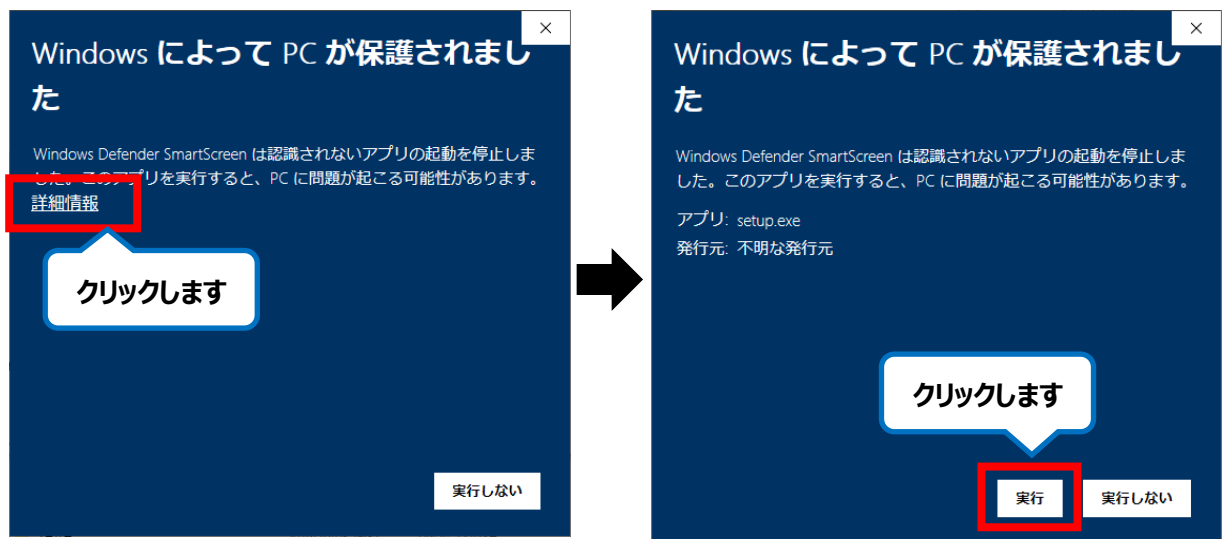 Windows によって PC が保護されまし
た
Windows Defender SmartScreen は認識されないアプリの起動を停止しま
した。このアプリを実行すると、PC に問題が起こる可能性があります。
詳細情報
クリックします
実行しない
Windows によって PC が保護されまし
た
Windows Defender SmartScreen は認識されないアプリの起動を停止しま
した。このアプリを実行すると、PC に問題が起こる可能性があります。
アプリ: setup.exe
発行元: 不明な発行元
クリックします
実行 実行しない